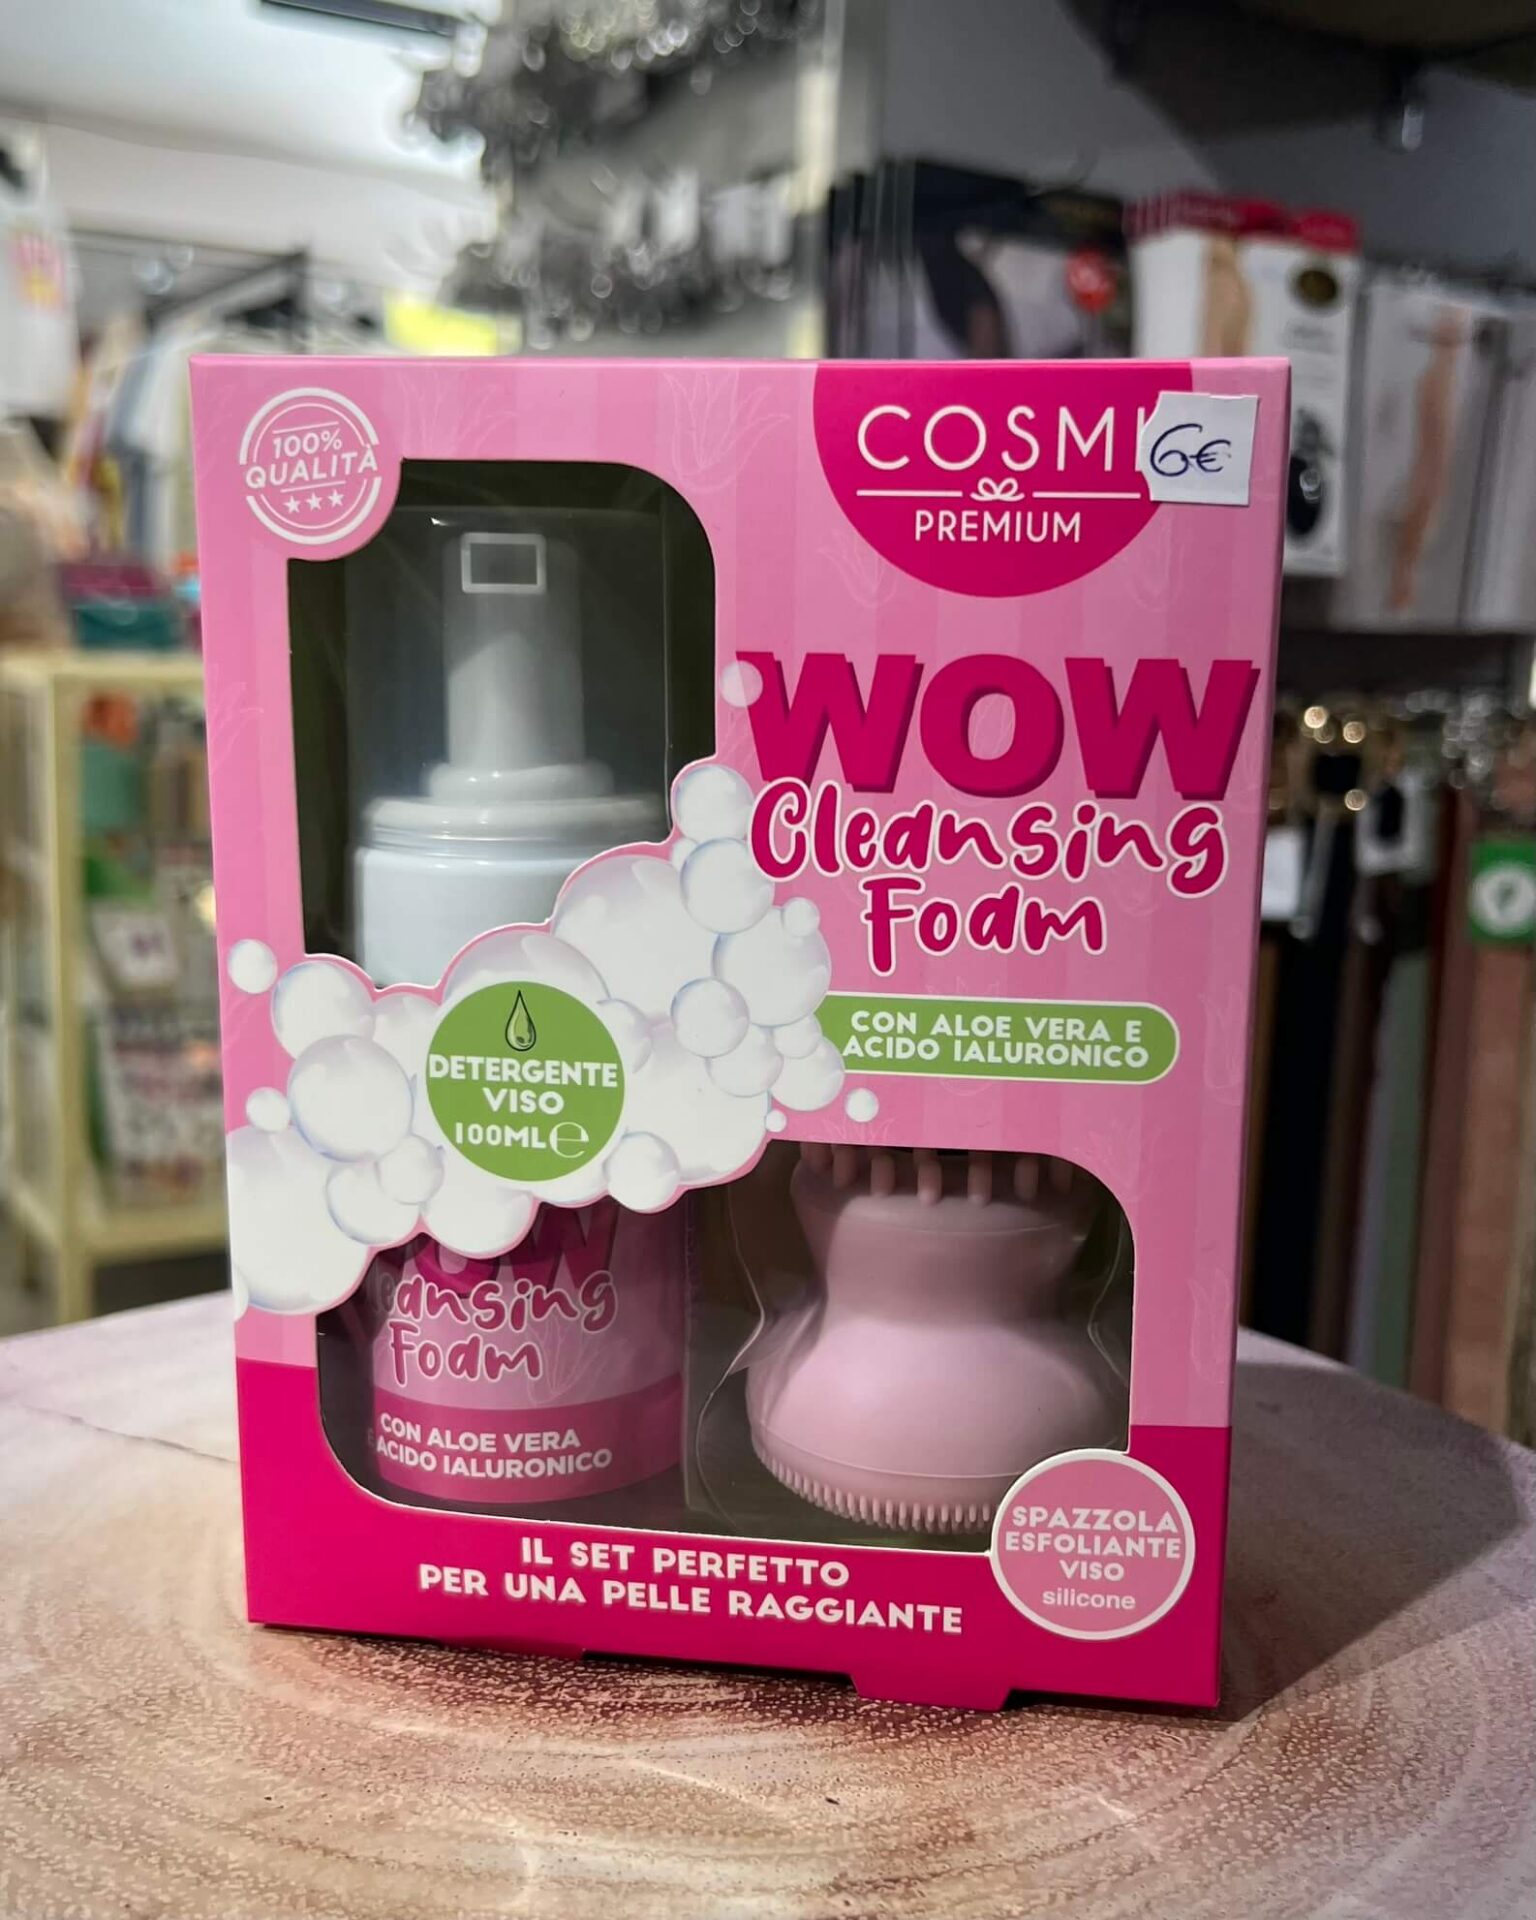 100%
QUALITÀ
COSM
6€
PREMIUM
WOW
Cleansing
Foam
CON ALOE VERA E
ACIDO IALURONICO
DETERGENTE
VISO
100ML e
Cleansing
Foam
CON ALOE VERA
E ACIDO IALURONICO
SPAZZOLA
ESFOLIANTE
VISO
silicone
IL SET PERFETTO
PER UNA PELLE RAGGIANTE